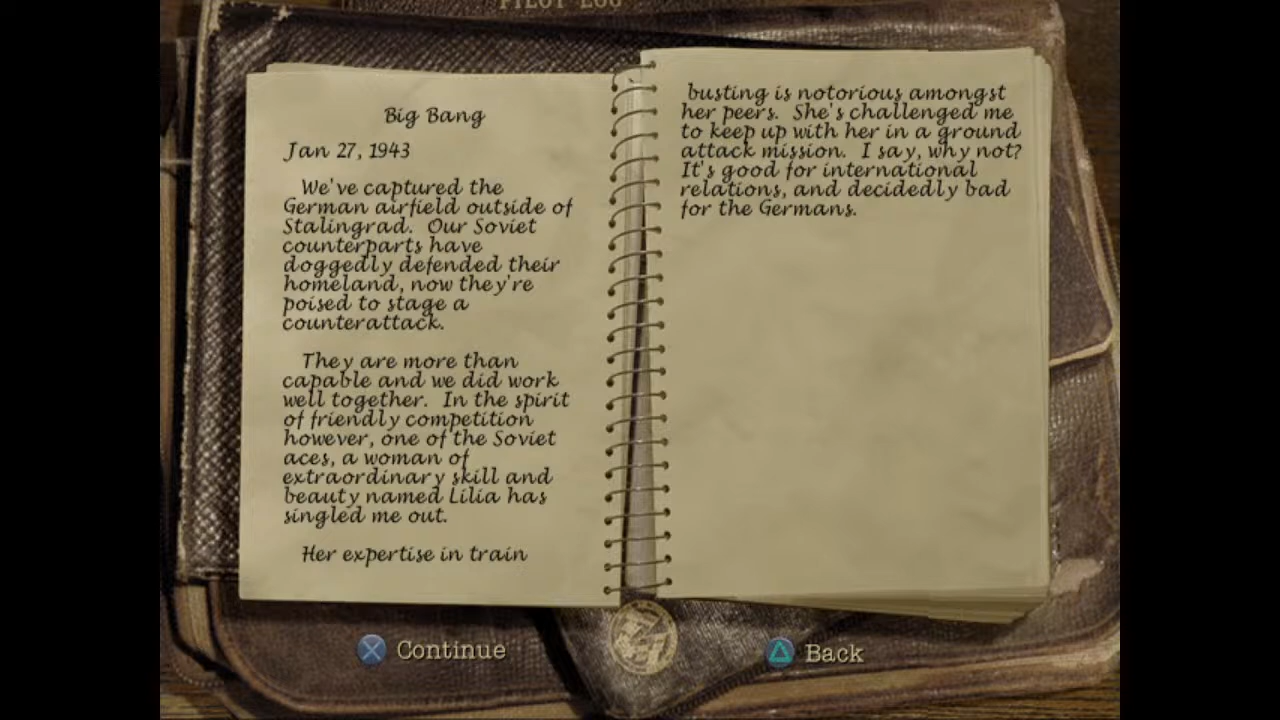 PILOT LOG
Big Bang
Jan 27, 1943
We've captured the
German airfield outside of
Stalingrad. Our Soviet
counterparts have
doggedly defended their
homeland, now they're
poised to stage a
counterattack.
They are more than
capable and we did work
well together. In the spirit
of friendly competition
however, one of the Soviet
aces, a woman of
extraordinary skill and
beauty named Lilia has
singled me out.
Her expertise in train
busting is notorious amongst
her peers. She's challenged me
to keep up with her in a ground
attack mission. I say, why not?
It's good for international
relations, and decidedly bad
for the Germans.
Continue
Back